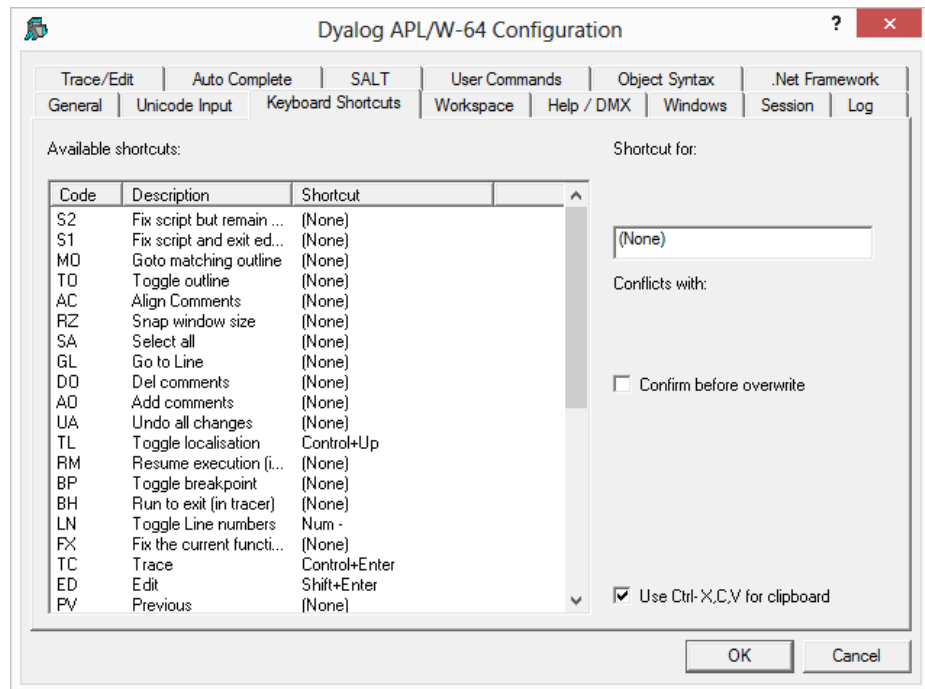 Dyalog APL/W-64 Configuration ? ×
Trace/Edit Auto Complete SALT User Commands Object Syntax .Net Framework
General Unicode Input Keyboard Shortcuts Workspace Help / DMX Windows Session Log
Available shortcuts: Shortcut for:
Code Description Shortcut
S2 Fix script but remain ... (None)
S1 Fix script and exit ed... (None)
(None)
MO Goto matching outline (None)
TO Toggle outline (None)
Conflicts with:
AC Align Comments (None)
RZ Snap window size (None)
SA Select all (None)
GL Go to Line (None)
DO Del comments (None)
Confirm before overwrite
AO Add comments (None)
UA Undo all changes (None)
TL Toggle localisation Control+Up
RM Resume execution (i... (None)
BP Toggle breakpoint (None)
BH Run to exit (in tracer) (None)
LN Toggle Line numbers Num -
FX Fix the current functi... (None)
TC Trace Control+Enter
ED Edit Shift+Enter
PV Previous (None)
Use Ctrl-X,C,V for clipboard
OK Cancel